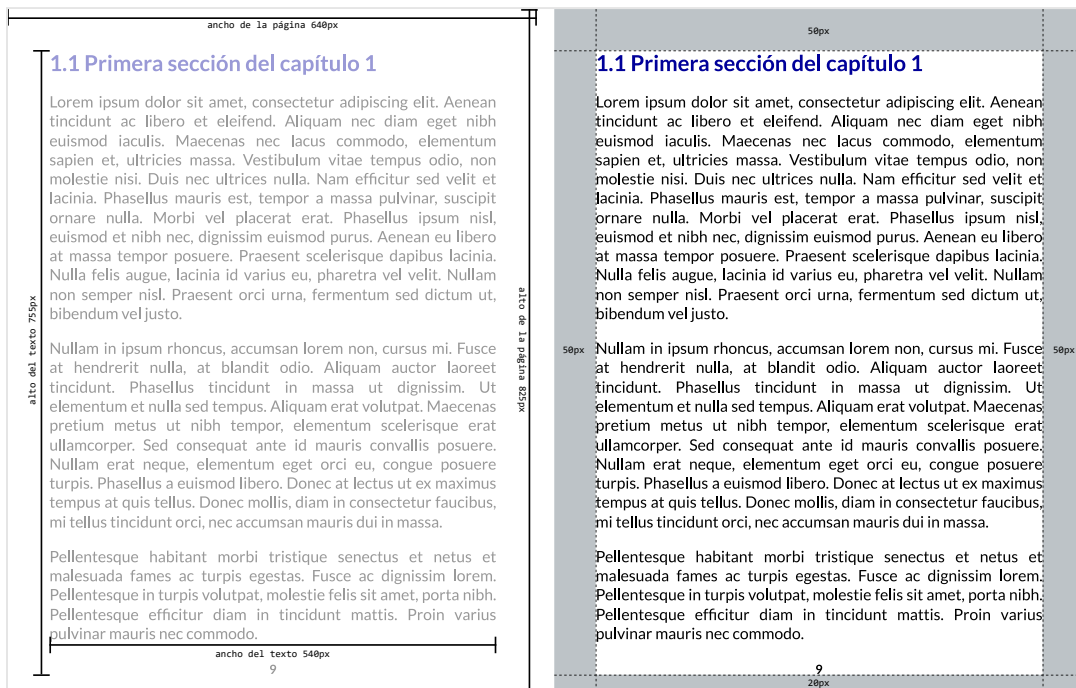 ancho de la página 640px
1.1 Primera sección del capítulo 1
Lorem ipsum dolor sit amet, consectetur adipiscing elit. Aenean
tincidunt ac libero et eleifend. Aliquam nec diam eget nibh
euismod iaculis. Maecenas nec lacus commodo, elementum
sapien et, ultricies massa. Vestibulum vitae tempus odio, non
molestie nisi. Duis nec ultrices nulla. Nam efficitur sed velit et
lacinia. Phasellus mauris est, tempor a massa pulvinar, suscipit
ornare nulla. Morbi vel placerat erat. Phasellus ipsum nisl,
euismod et nibh nec, dignissim euismod purus. Aenean eu libero
at massa tempor posuere. Praesent scelerisque dapibus lacinia.
Nulla felis augue, lacinia id varius eu, pharetra vel velit. Nullam
non semper nisl. Praesent orci urna, fermentum sed dictum ut,
bibendum vel justo.
alto del texto 755px
alto de la página 825px
Nullam in ipsum rhoncus, accumsan lorem non, cursus mi. Fusce
at hendrerit nulla, at blandit odio. Aliquam auctor laoreet
tincidunt. Phasellus tincidunt in massa ut dignissim. Ut
elementum et nulla sed tempus. Aliquam erat volutpat. Maecenas
pretium metus ut nibh tempor, elementum scelerisque erat
ullamcorper. Sed consequat ante id mauris convallis posuere.
Nullam erat neque, elementum eget orci eu, congue posuere
turpis. Phasellus a euismod libero. Donec at lectus ut ex maximus
tempus at quis tellus. Donec mollis, diam in consectetur faucibus,
mi tellus tincidunt orci, nec accumsan mauris dui in massa.
Pellentesque habitant morbi tristique senectus et netus et
malesuada fames ac turpis egestas. Fusce ac dignissim lorem.
Pellentesque in turpis volutpat, molestie felis sit amet, porta nibh.
Pellentesque efficitur diam in tincidunt mattis. Proin varius
pulvinar mauris nec commodo.
ancho del texto 540px
9
50px
1.1 Primera sección del capítulo 1
Lorem ipsum dolor sit amet, consectetur adipiscing elit. Aenean
tincidunt ac libero et eleifend. Aliquam nec diam eget nibh
euismod iaculis. Maecenas nec lacus commodo, elementum
sapien et, ultricies massa. Vestibulum vitae tempus odio, non
molestie nisi. Duis nec ultrices nulla. Nam efficitur sed velit et
lacinia. Phasellus mauris est, tempor a massa pulvinar, suscipit
ornare nulla. Morbi vel placerat erat. Phasellus ipsum nisl,
euismod et nibh nec, dignissim euismod purus. Aenean eu libero
at massa tempor posuere. Praesent scelerisque dapibus lacinia.
Nulla felis augue, lacinia id varius eu, pharetra vel velit. Nullam
non semper nisl. Praesent orci urna, fermentum sed dictum ut,
bibendum vel justo.
50px
50px
Nullam in ipsum rhoncus, accumsan lorem non, cursus mi. Fusce
at hendrerit nulla, at blandit odio. Aliquam auctor laoreet
tincidunt. Phasellus tincidunt in massa ut dignissim. Ut
elementum et nulla sed tempus. Aliquam erat volutpat. Maecenas
pretium metus ut nibh tempor, elementum scelerisque erat
ullamcorper. Sed consequat ante id mauris convallis posuere.
Nullam erat neque, elementum eget orci eu, congue posuere
turpis. Phasellus a euismod libero. Donec at lectus ut ex maximus
tempus at quis tellus. Donec mollis, diam in consectetur faucibus,
mi tellus tincidunt orci, nec accumsan mauris dui in massa.
Pellentesque habitant morbi tristique senectus et netus et
malesuada fames ac turpis egestas. Fusce ac dignissim lorem.
Pellentesque in turpis volutpat, molestie felis sit amet, porta nibh.
Pellentesque efficitur diam in tincidunt mattis. Proin varius
pulvinar mauris nec commodo.
9
20px